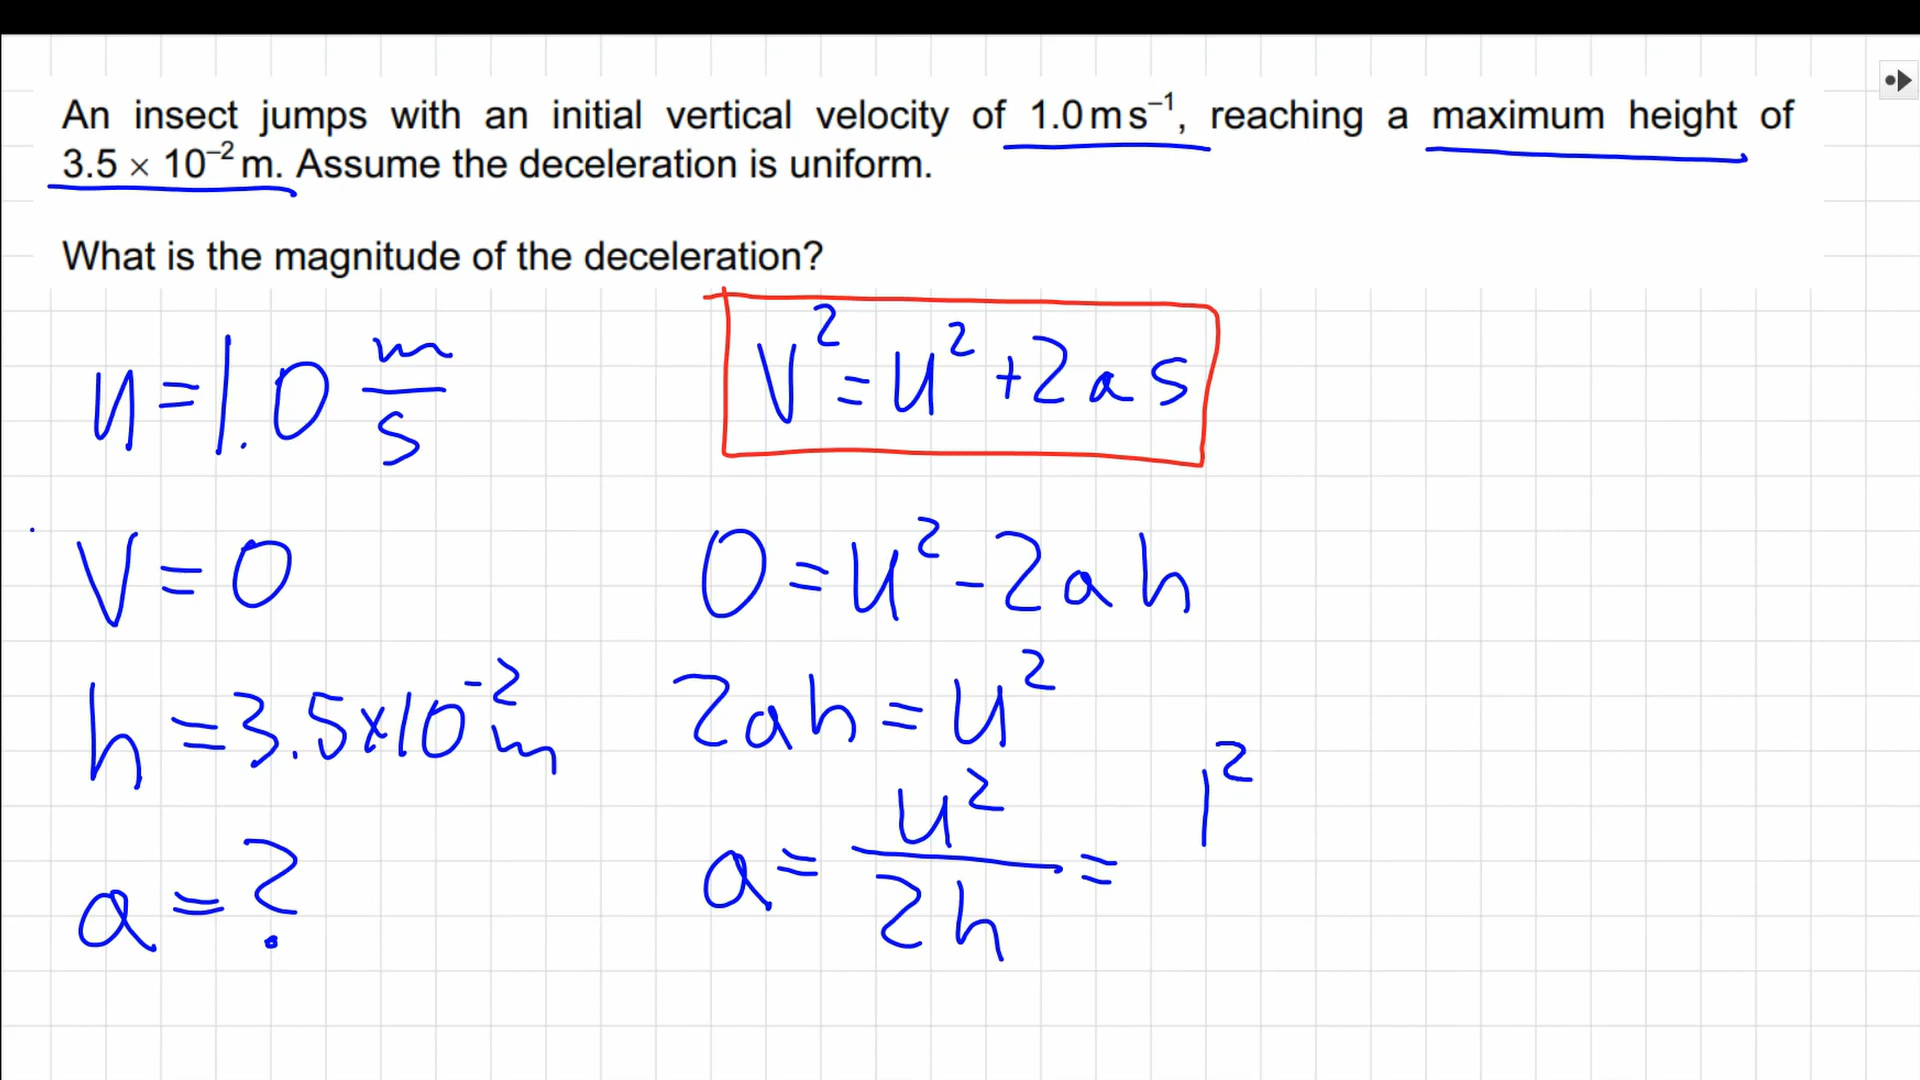 An insect jumps with an initial vertical velocity of 1.0 m s⁻¹, reaching a maximum height of
3.5 × 10⁻² m. Assume the deceleration is uniform.
What is the magnitude of the deceleration?
u = 1.0 m/s
v² = u² + 2as
v = 0
0 = u² - 2ah
h = 3.5 × 10⁻² m
2ah = u²
a = ?
a = u²/2h = 1²